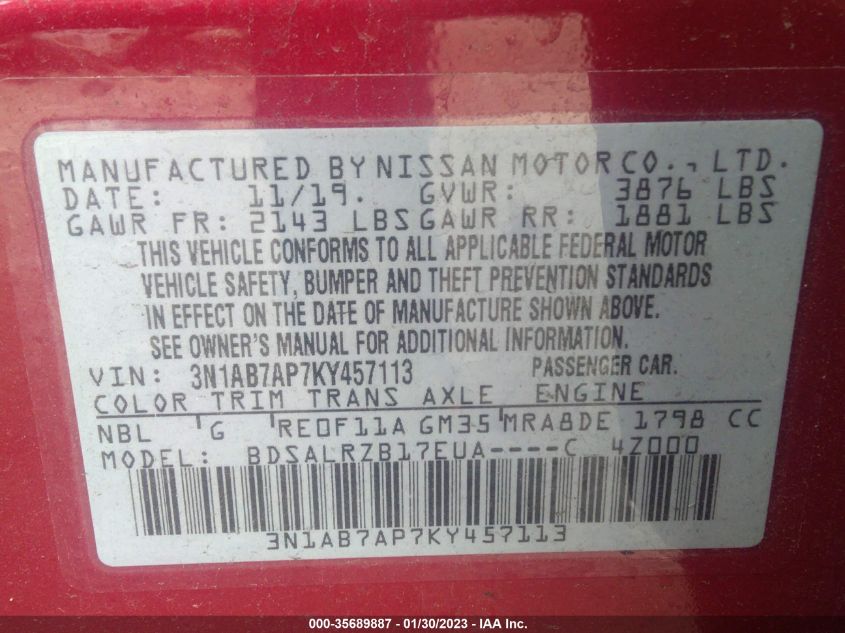 MANUFACTURED BY NISSAN MOTOR CO., LTD.
DATE: 11/19. GVWR: 3876 LBS
GAWR FR: 2143 LBS GAWR RR: 1881 LBS
THIS VEHICLE CONFORMS TO ALL APPLICABLE FEDERAL MOTOR
VEHICLE SAFETY, BUMPER AND THEFT PREVENTION STANDARDS
IN EFFECT ON THE DATE OF MANUFACTURE SHOWN ABOVE.
SEE OWNER'S MANUAL FOR ADDITIONAL INFORMATION.
VIN: 3N1AB7AP7KY457113 PASSENGER CAR.
COLOR TRIM TRANS AXLE ENGINE
NBL G RE0F11A GM35 MRA8DE 1798 CC
MODEL: BDSALRZB17EUA----C 4Z000
3N1AB7AP7KY457113
000-35689887 - 01/30/2023 - IAA Inc.